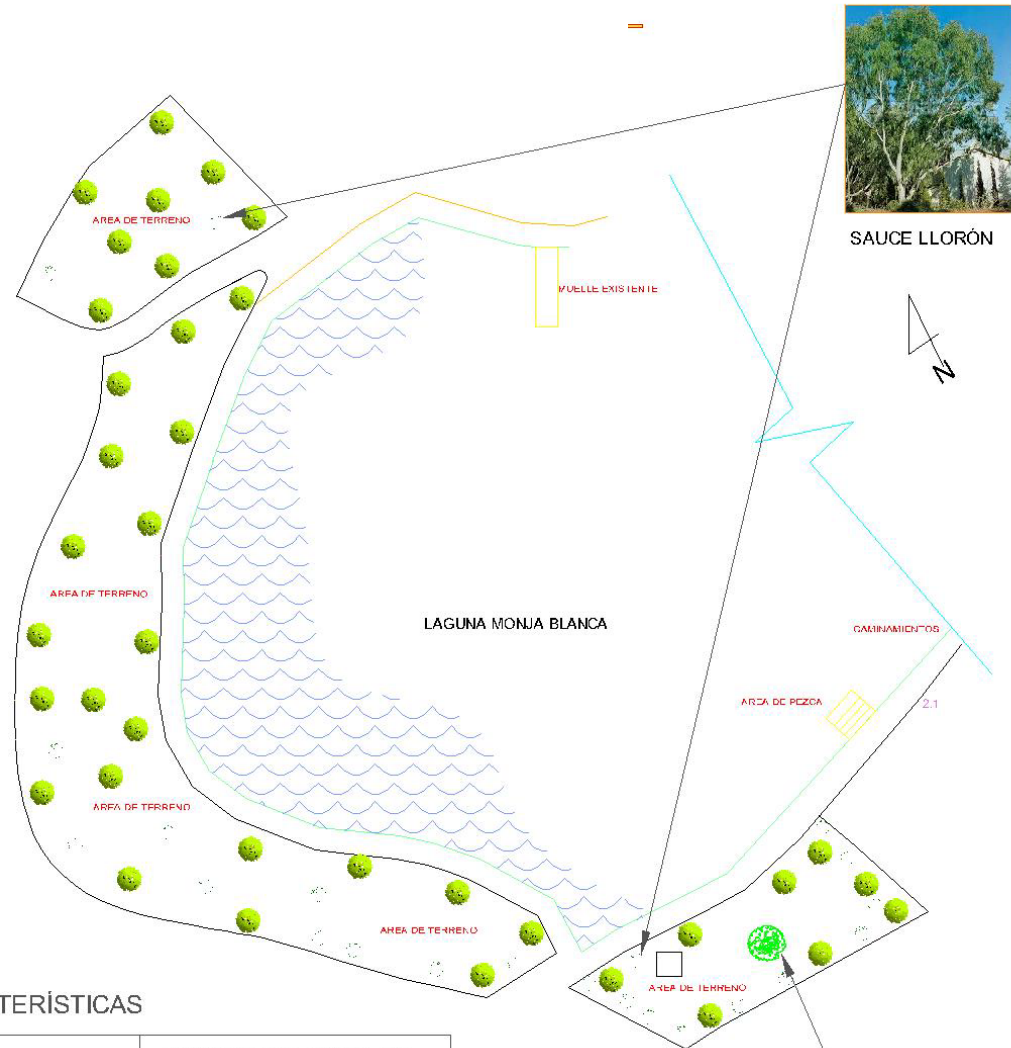 SAUCE LLORÓN
AREA DE TERRENO
MUELLE EXISTENTE
N
AREA DE TERRENO
LAGUNA MONJA BLANCA
CAMINAMIENTOS
AREA DE PEZCA
2.1
AREA DE TERRENO
AREA DE TERRENO
AREA DE TERRENO
TERÍSTICAS